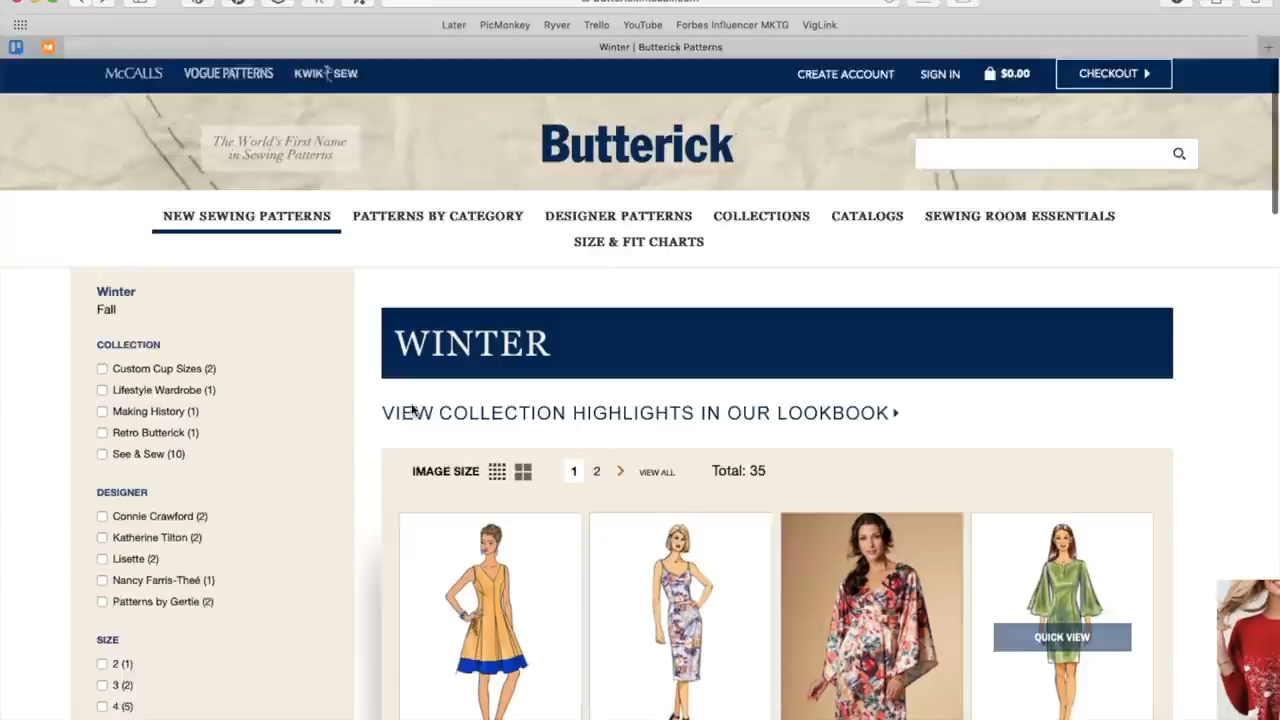 Later PicMonkey Ryver Trello YouTube Forbes Influencer MKTG VigLink
Winter | Butterick Patterns
McCALL'S VOGUE PATTERNS KWIK SEW CREATE ACCOUNT SIGN IN $0.00 CHECKOUT
The World's First Name
in Sewing Patterns
Butterick
NEW SEWING PATTERNS PATTERNS BY CATEGORY DESIGNER PATTERNS COLLECTIONS CATALOGS SEWING ROOM ESSENTIALS
SIZE & FIT CHARTS
Winter
Fall
COLLECTION
Custom Cup Sizes (2)
Lifestyle Wardrobe (1)
Making History (1)
Retro Butterick (1)
See & Sew (10)
DESIGNER
Connie Crawford (2)
Katherine Tilton (2)
Lisette (2)
Nancy Farris-Theé (1)
Patterns by Gertie (2)
SIZE
2 (1)
3 (2)
4 (5)
WINTER
VIEW COLLECTION HIGHLIGHTS IN OUR LOOKBOOK
IMAGE SIZE 1 2 VIEW ALL Total: 35
QUICK VIEW